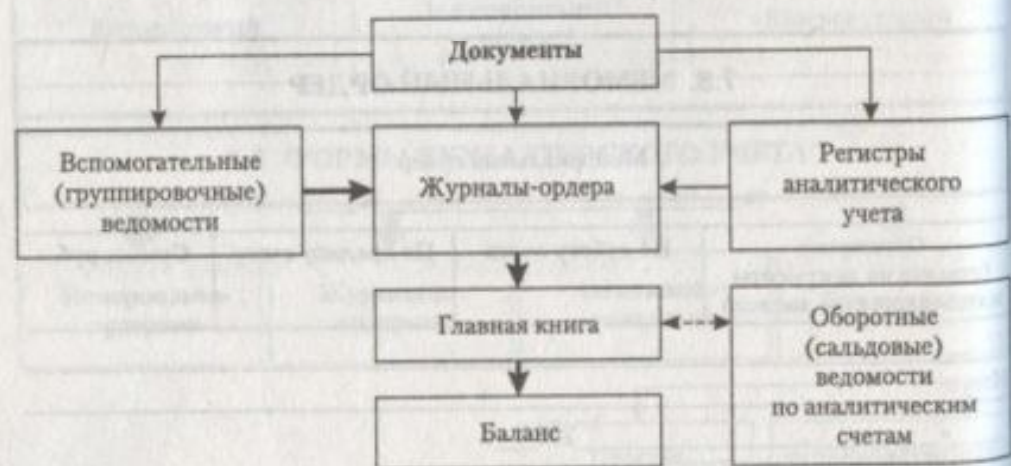 Документы
Вспомогательные
(группировочные)
ведомости
Журналы-ордера
Регистры
аналитического
учета
Главная книга
Оборотные
(сальдовые)
ведомости
по аналитическим
счетам
Баланс